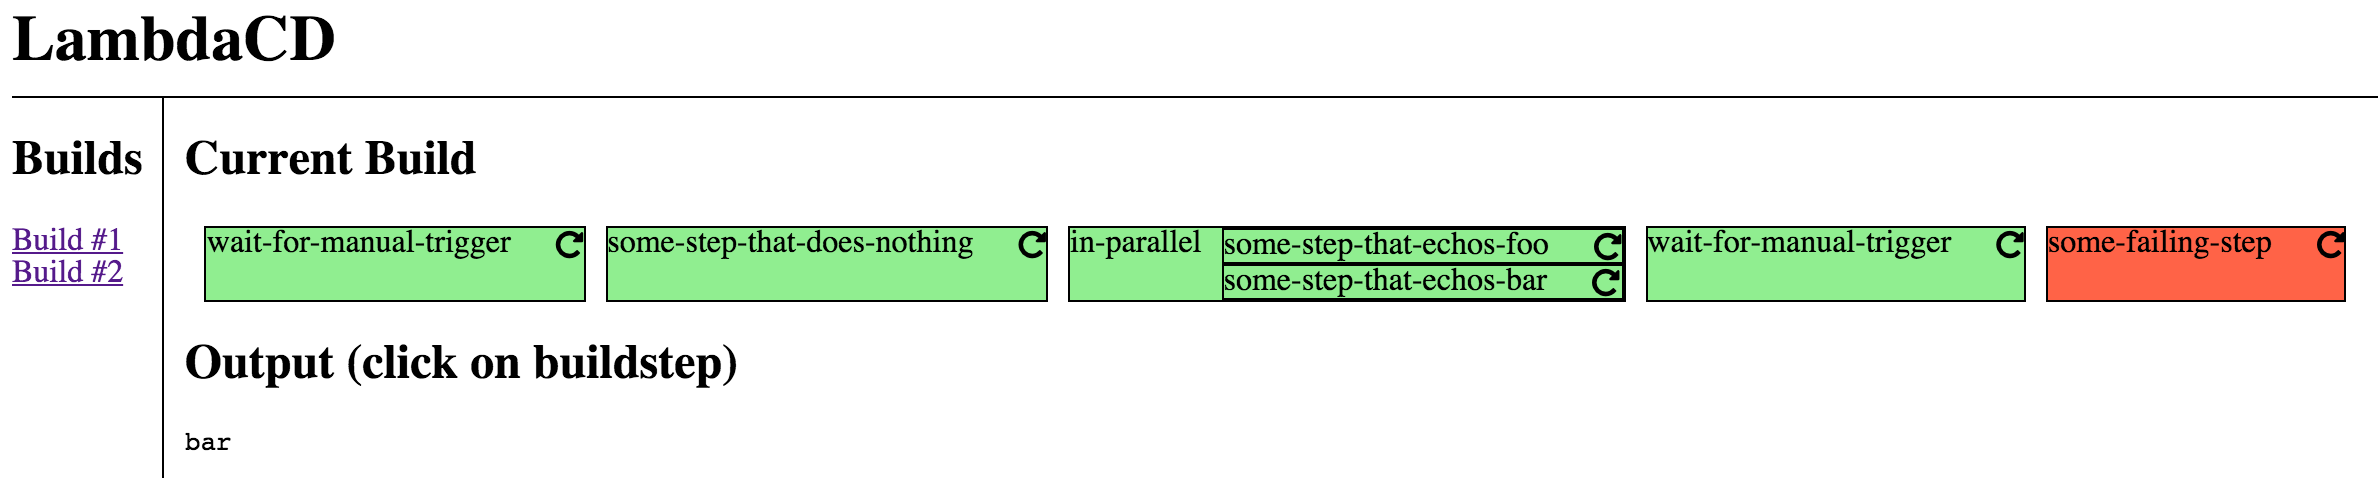 LambdaCD
Builds
Build #1
Build #2
Current Build
wait-for-manual-trigger
some-step-that-does-nothing
in-parallel
some-step-that-echos-foo
some-step-that-echos-bar
wait-for-manual-trigger
some-failing-step
Output (click on buildstep)
bar